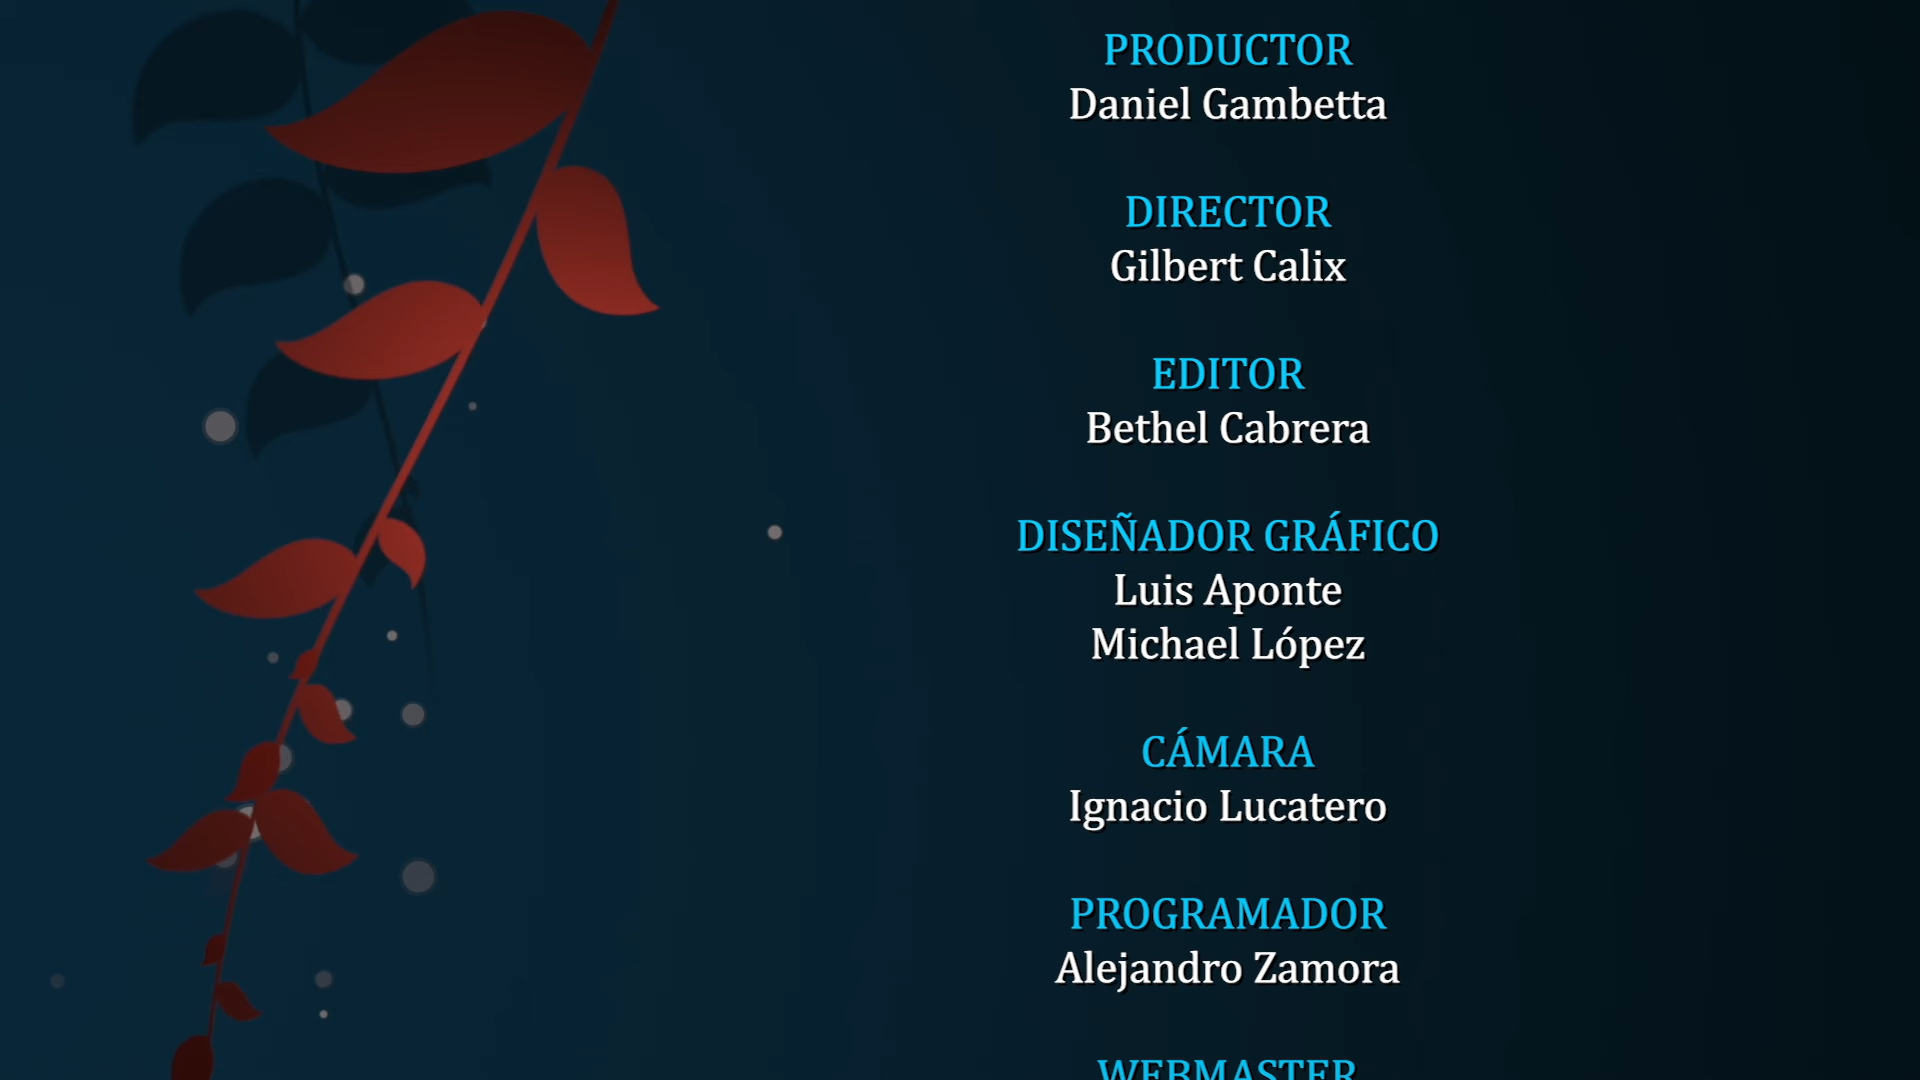 PRODUCTOR
Daniel Gambetta
DIRECTOR
Gilbert Calix
EDITOR
Bethel Cabrera
DISEÑADOR GRÁFICO
Luis Aponte
Michael López
CÁMARA
Ignacio Lucatero
PROGRAMADOR
Alejandro Zamora
WEBMASTER